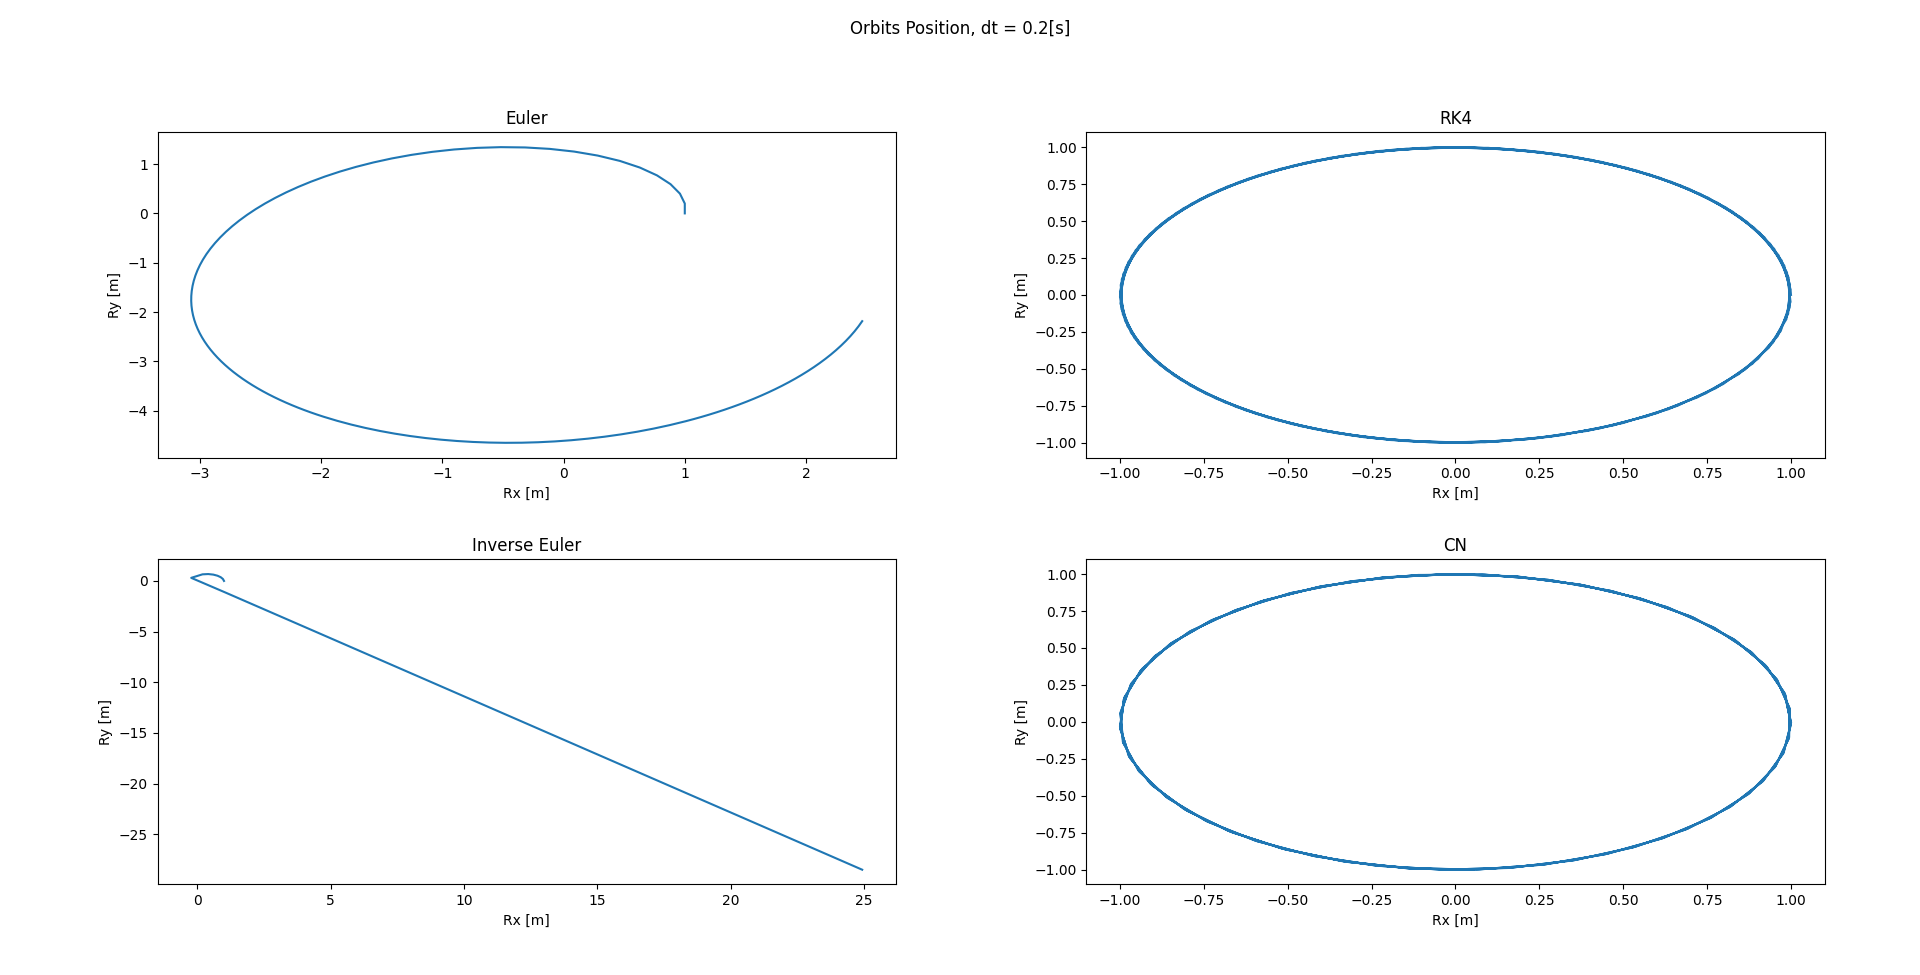 Orbits Position, dt = 0.2[s]
Euler
1
0
−1
−2
−3
−4
Ry [m]
−3 −2 −1 0 1 2
Rx [m]
RK4
1.00
0.75
0.50
0.25
0.00
−0.25
−0.50
−0.75
−1.00
Ry [m]
−1.00 −0.75 −0.50 −0.25 0.00 0.25 0.50 0.75 1.00
Rx [m]
Inverse Euler
0
−5
−10
−15
−20
−25
Ry [m]
0 5 10 15 20 25
Rx [m]
CN
1.00
0.75
0.50
0.25
0.00
−0.25
−0.50
−0.75
−1.00
Ry [m]
−1.00 −0.75 −0.50 −0.25 0.00 0.25 0.50 0.75 1.00
Rx [m]